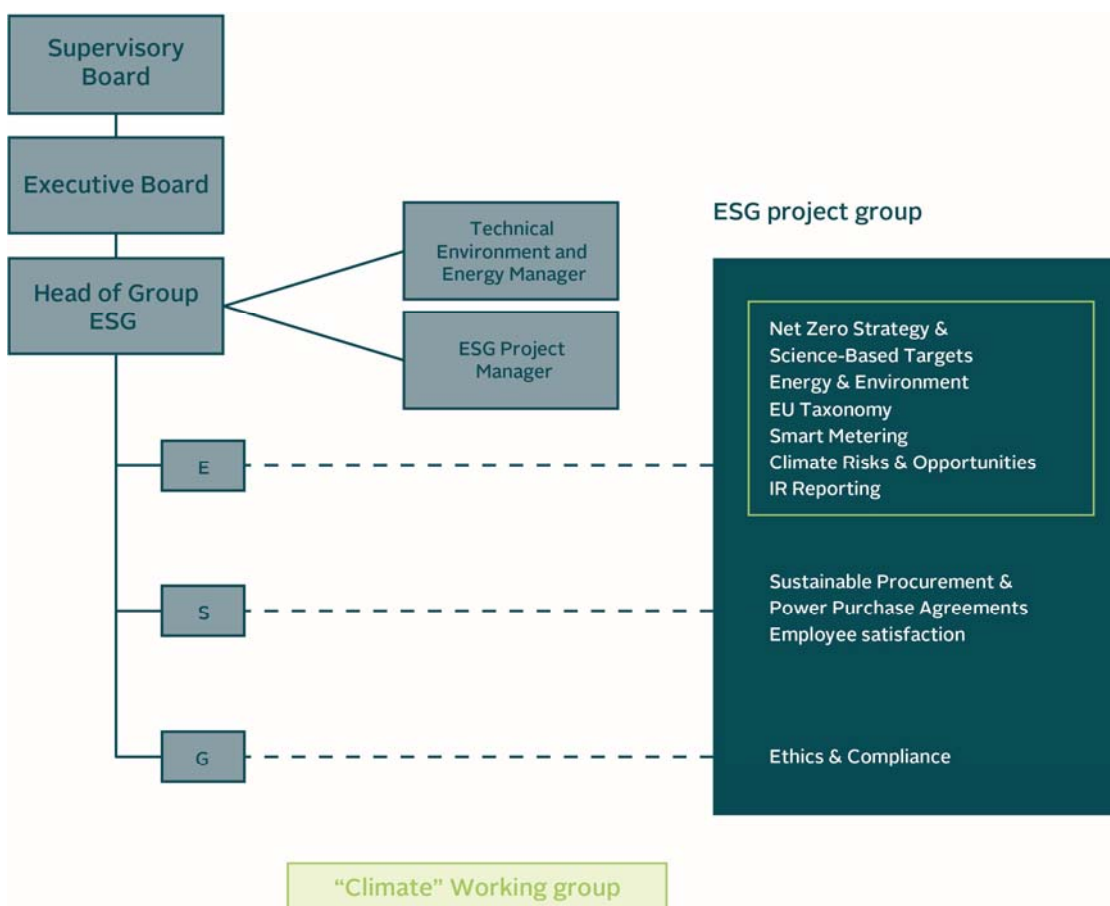 Supervisory
Board
Executive Board
Head of Group
ESG
Technical
Environment and
Energy Manager
ESG Project
Manager
E
S
G
ESG project group
Net Zero Strategy &
Science-Based Targets
Energy & Environment
EU Taxonomy
Smart Metering
Climate Risks & Opportunities
IR Reporting
Sustainable Procurement &
Power Purchase Agreements
Employee satisfaction
Ethics & Compliance
“Climate” Working group